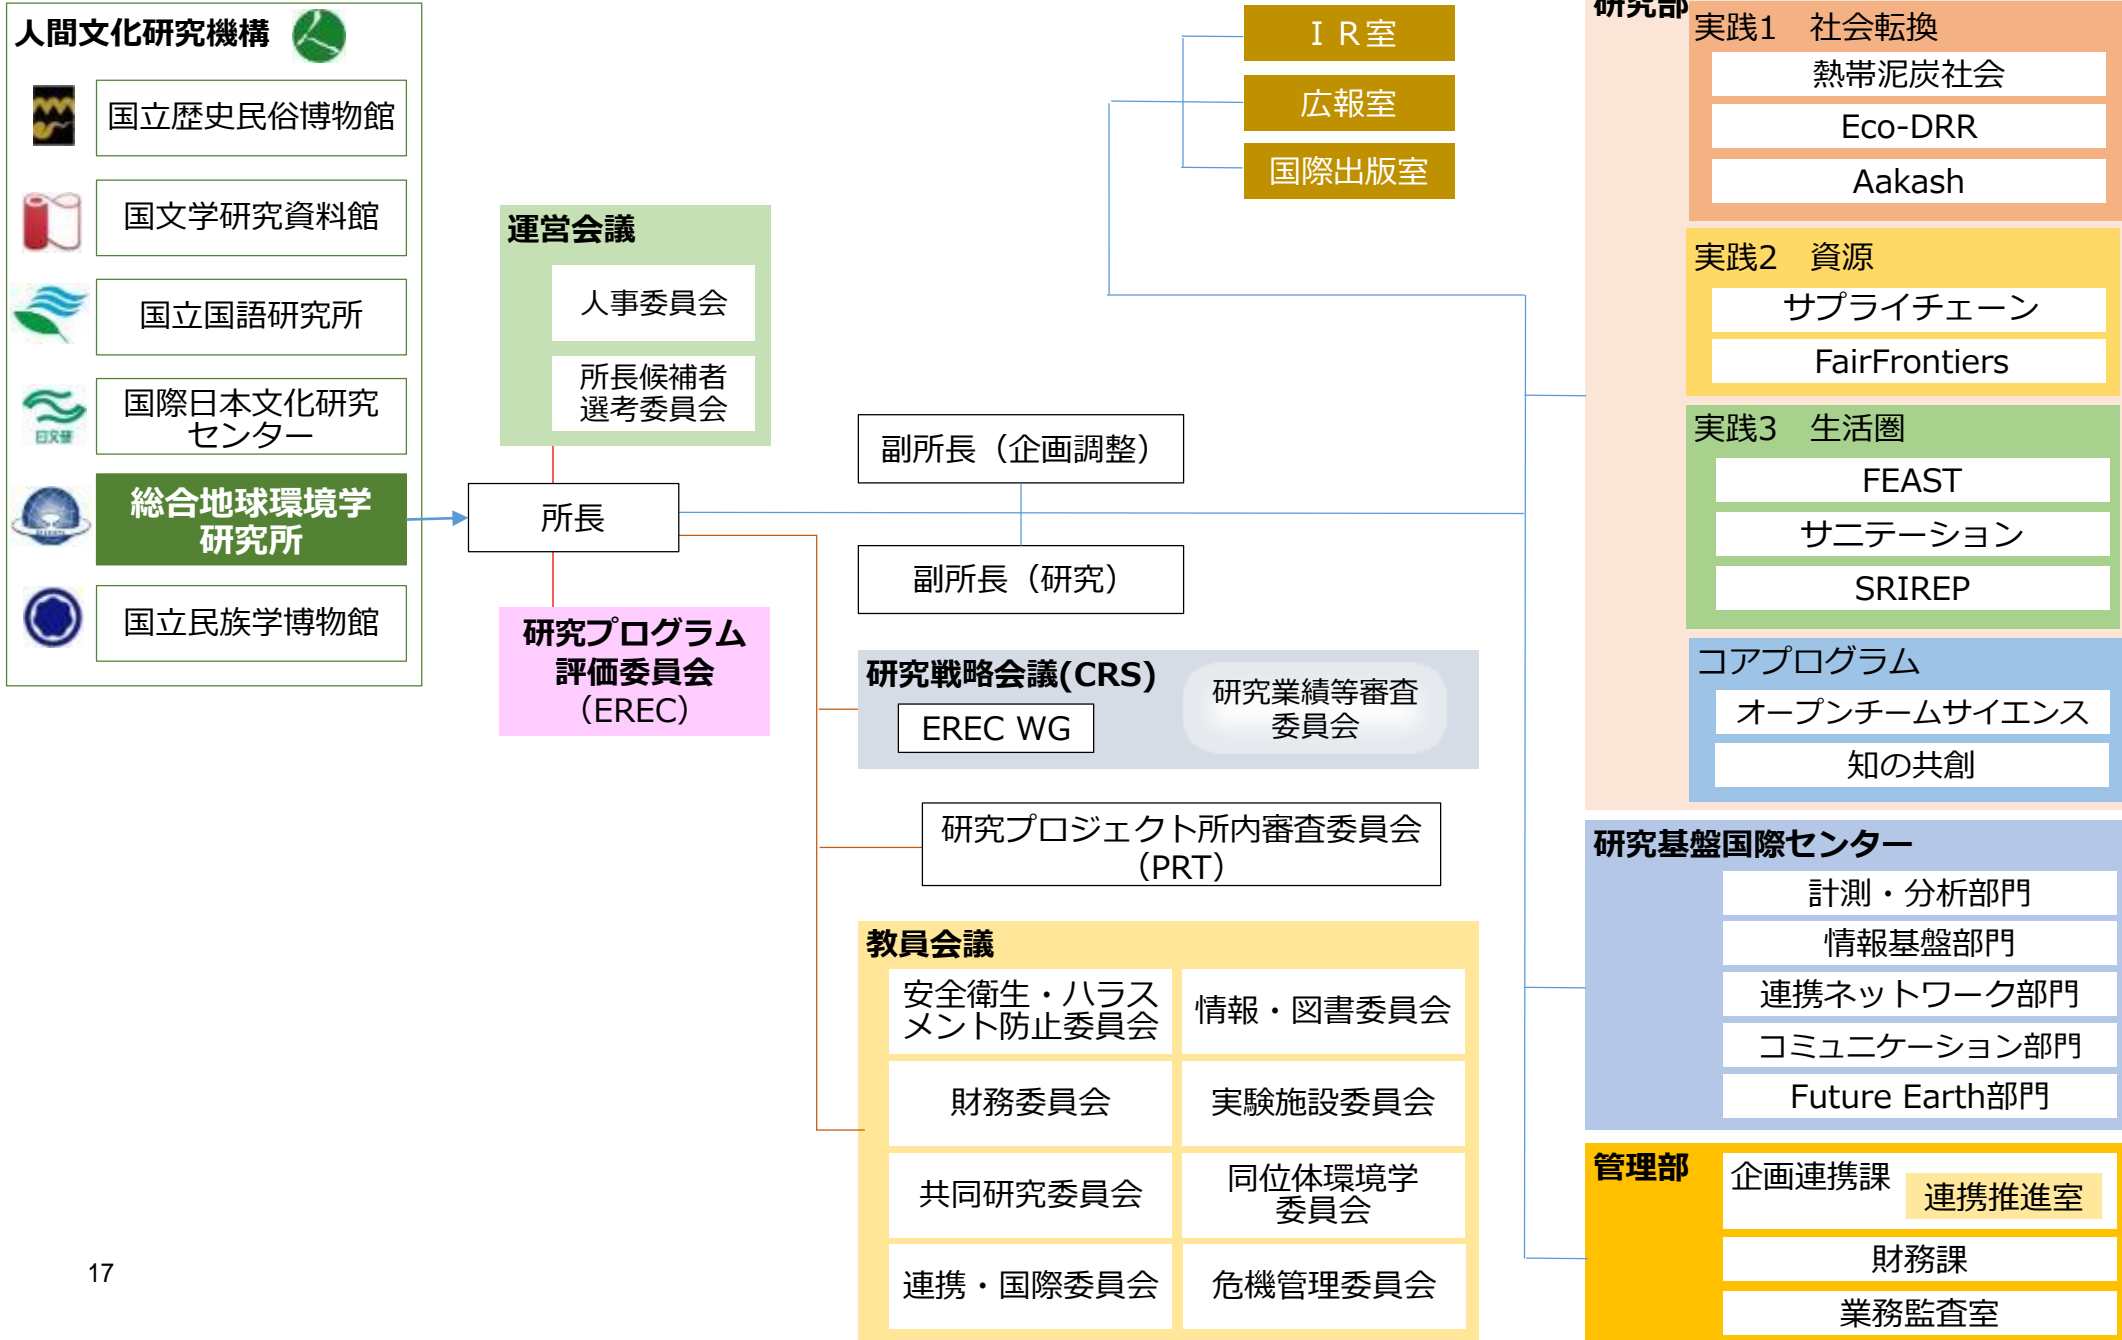 人間文化研究機構
国立歴史民俗博物館
国文学研究資料館
国立国語研究所
国際日本文化研究
センター
日文研
総合地球環境学
研究所
国立民族学博物館
運営会議
人事委員会
所長候補者
選考委員会
所長
研究プログラム
評価委員会
（EREC）
ＩＲ室
広報室
国際出版室
副所長（企画調整）
副所長（研究）
研究戦略会議(CRS)
EREC WG
研究業績等審査
委員会
研究プロジェクト所内審査委員会
（PRT）
教員会議
安全衛生・ハラス
メント防止委員会
情報・図書委員会
財務委員会
実験施設委員会
共同研究委員会
同位体環境学
委員会
連携・国際委員会
危機管理委員会
研究部
実践1　社会転換
熱帯泥炭社会
Eco-DRR
Aakash
実践2　資源
サプライチェーン
FairFrontiers
実践3　生活圏
FEAST
サニテーション
SRIREP
コアプログラム
オープンチームサイエンス
知の共創
研究基盤国際センター
計測・分析部門
情報基盤部門
連携ネットワーク部門
コミュニケーション部門
Future Earth部門
管理部
企画連携課
連携推進室
財務課
業務監査室
17